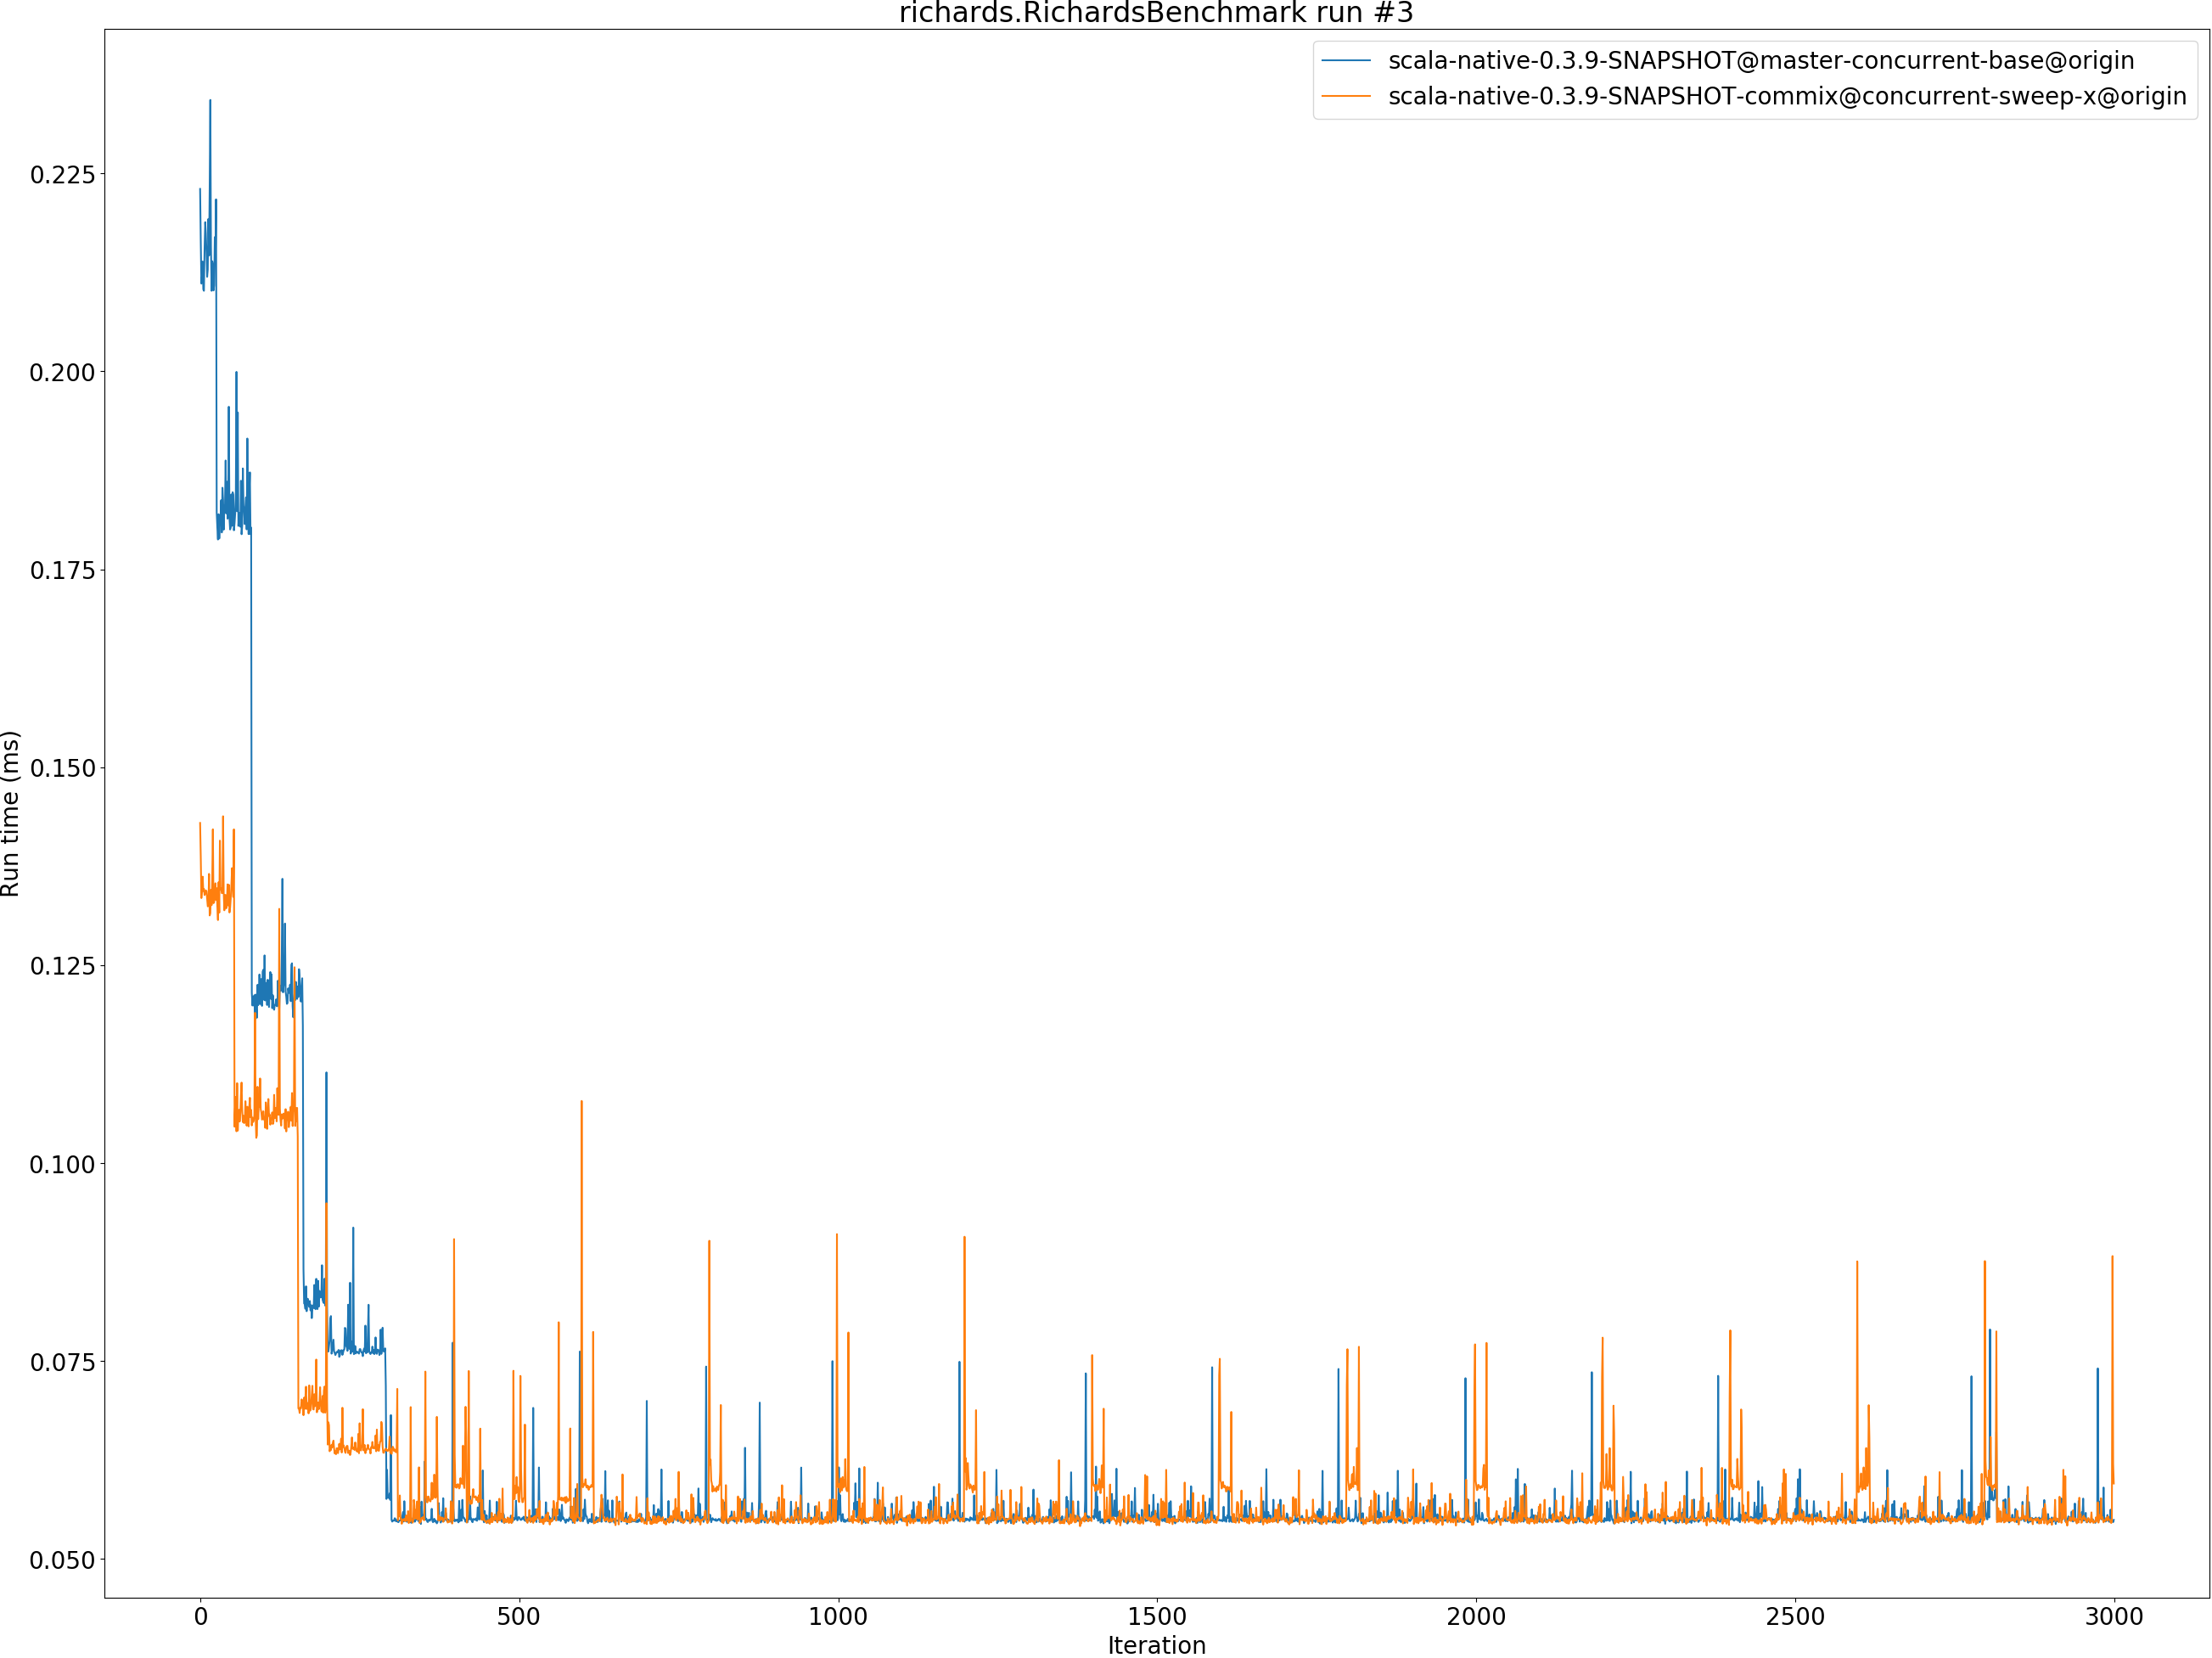 richards.RichardsBenchmark run #3
scala-native-0.3.9-SNAPSHOT@master-concurrent-base@origin
scala-native-0.3.9-SNAPSHOT-commix@concurrent-sweep-x@origin
Run time (ms)
0.225
0.200
0.175
0.150
0.125
0.100
0.075
0.050
0 500 1000 1500 2000 2500 3000
Iteration